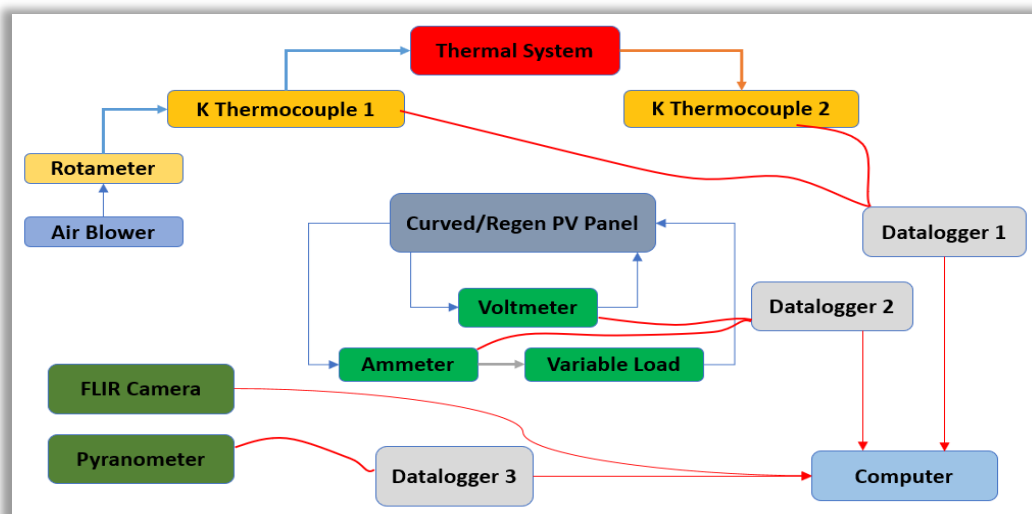 Thermal System
K Thermocouple 1
K Thermocouple 2
Rotameter
Air Blower
Curved/Regen PV Panel
Datalogger 1
Voltmeter
Datalogger 2
Ammeter
Variable Load
FLIR Camera
Pyranometer
Datalogger 3
Computer